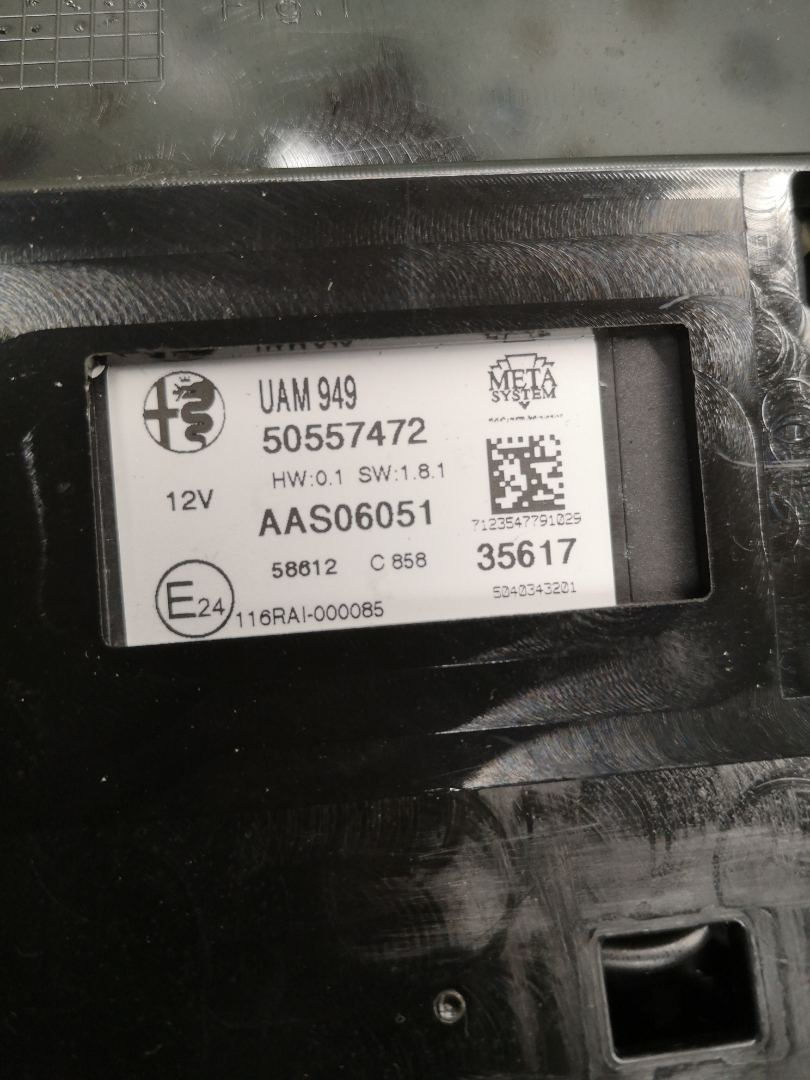 UAM 949
META
SYSTEM
50557472
HW:0.1 SW:1.8.1
12V
AAS06051
7123547791029
58612 C 858
35617
5040343201
E24
116RAI-000085